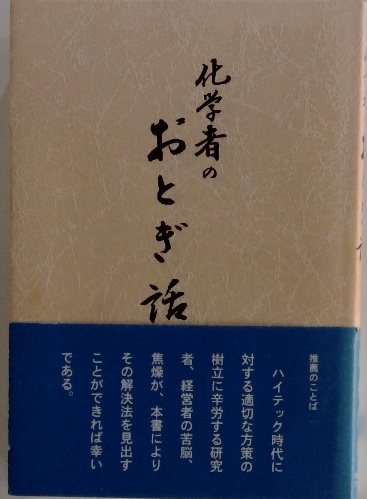 化学者の
おとぎ話
推薦のことば
ハイテック時代に
対する適切な方策の
樹立に辛労する研究
者、経営者の苦脳、
焦燥が、本書により
その解決法を見出す
ことができれば幸い
である。